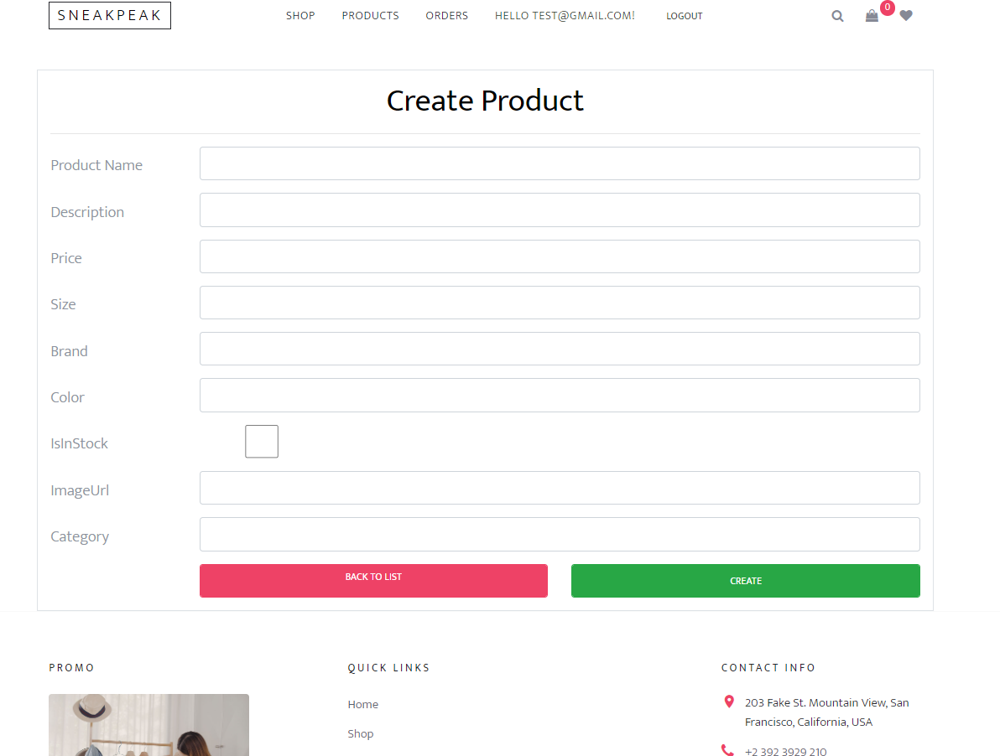 SNEAKPEAK
SHOP
PRODUCTS
ORDERS
HELLO TEST@GMAIL.COM!
LOGOUT
0
Create Product
Product Name
Description
Price
Size
Brand
Color
IsInStock
ImageUrl
Category
BACK TO LIST
CREATE
PROMO
QUICK LINKS
Home
Shop
CONTACT INFO
203 Fake St. Mountain View, San
Francisco, California, USA
+2 392 3929 210